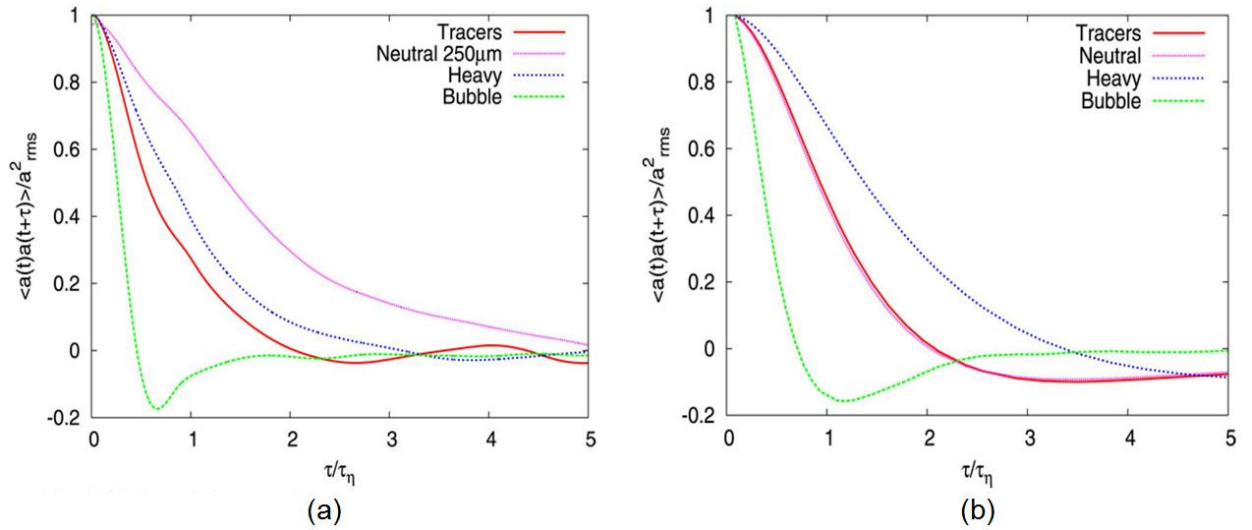 Tracers
Neutral 250μm
Heavy
Bubble
1
0.8
0.6
0.4
0.2
0
-0.2
<a(t)a(t+τ)>/a²rms
0 1 2 3 4 5
τ/τη
(a)
Tracers
Neutral
Heavy
Bubble
1
0.8
0.6
0.4
0.2
0
-0.2
<a(t)a(t+τ)>/a²rms
0 1 2 3 4 5
τ/τη
(b)